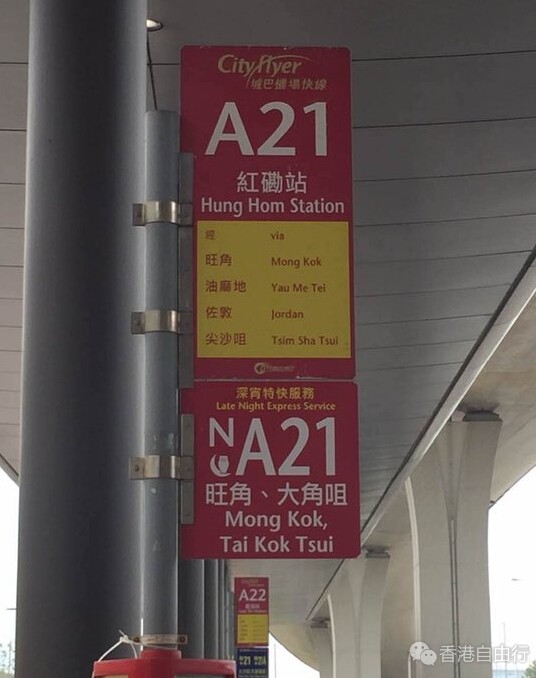 Cityflyer
城巴機場快線
A21
紅磡站
Hung Hom Station
經 via
旺角 Mong Kok
油麻地 Yau Me Tei
佐敦 Jordan
尖沙咀 Tsim Sha Tsui
深宵特快服務
Late Night Express Service
NA21
旺角、大角咀
Mong Kok,
Tai Kok Tsui
A22
香港自由行